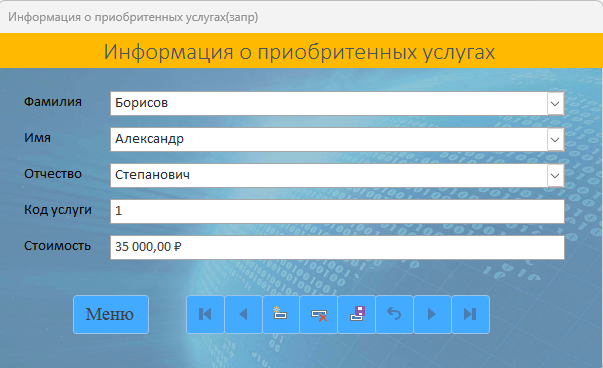 Информация о приобритенных услугах(запр)
Информация о приобритенных услугах
Фамилия Борисов
Имя Александр
Отчество Степанович
Код услуги 1
Стоимость 35 000,00 ₽
Меню